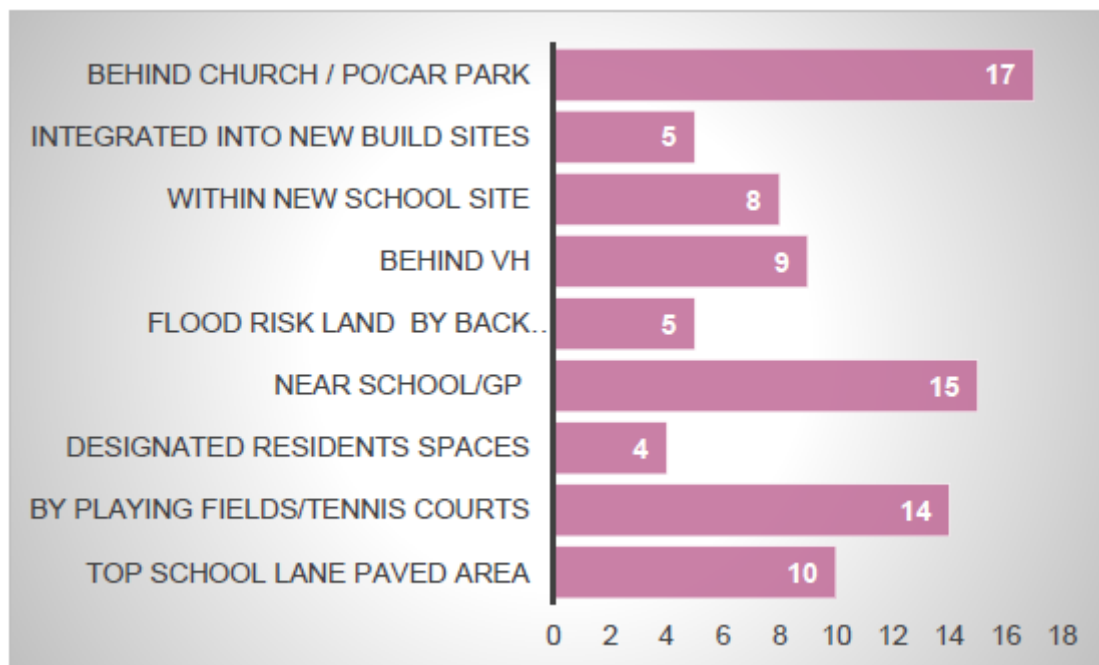 BEHIND CHURCH / PO/CAR PARK 17
INTEGRATED INTO NEW BUILD SITES 5
WITHIN NEW SCHOOL SITE 8
BEHIND VH 9
FLOOD RISK LAND  BY BACK… 5
NEAR SCHOOL/GP 15
DESIGNATED RESIDENTS SPACES 4
BY PLAYING FIELDS/TENNIS COURTS 14
TOP SCHOOL LANE PAVED AREA 10
0 2 4 6 8 10 12 14 16 18